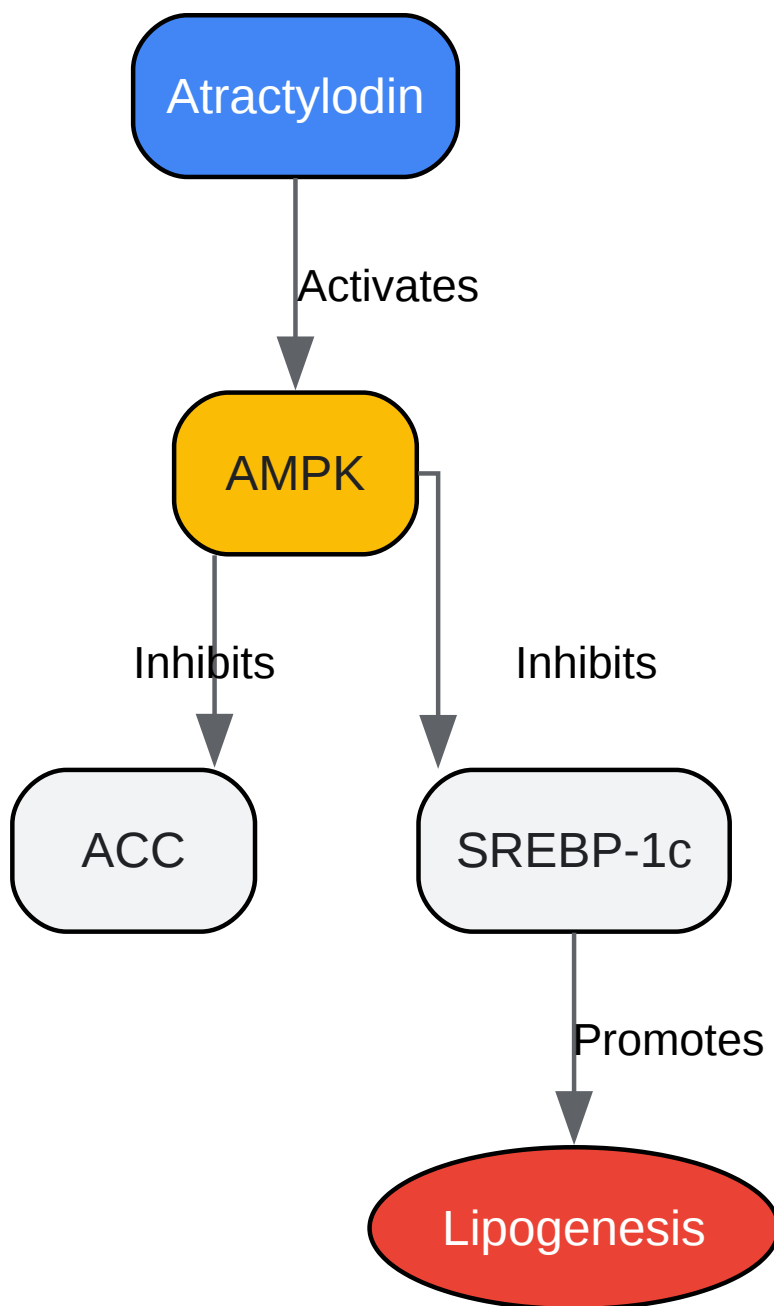 Atractylodin
Activates
AMPK
Inhibits
Inhibits
ACC
SREBP-1c
Promotes
Lipogenesis